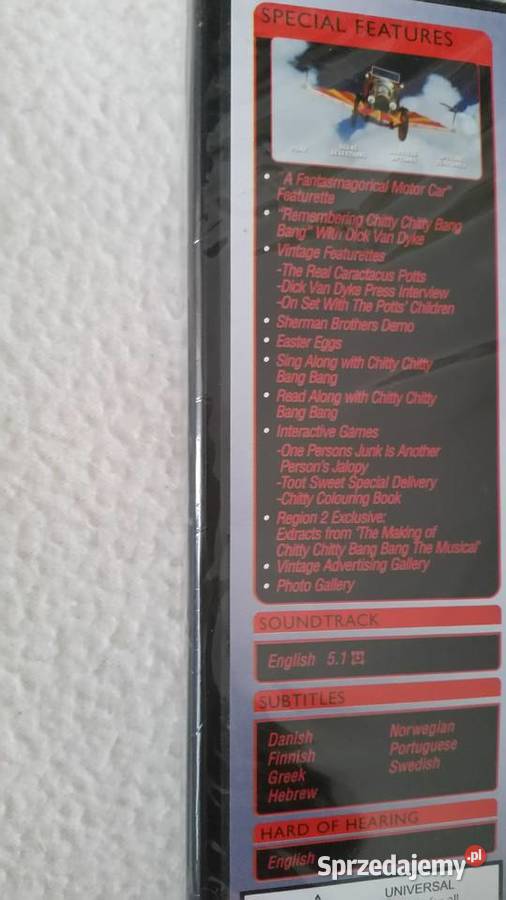 SPECIAL FEATURES
• "A Fantasmagorical Motor Car"
Featurette
• "Remembering Chitty Chitty Bang
Bang" With Dick Van Dyke
• Vintage Featurettes
-The Real Caractacus Potts
-Dick Van Dyke Press Interview
-On Set With The Potts' Children
• Sherman Brothers Demo
• Easter Eggs
• Sing Along with Chitty Chitty
Bang Bang
• Read Along with Chitty Chitty
Bang Bang
• Interactive Games
-One Persons Junk Is Another
Person's Jalopy
-Toot Sweet Special Delivery
-Chitty Colouring Book
• Region 2 Exclusive:
Extracts from 'The Making of
Chitty Chitty Bang Bang The Musical'
• Vintage Advertising Gallery
• Photo Gallery
SOUNDTRACK
English 5.1
SUBTITLES
Danish
Finnish
Greek
Hebrew
Norwegian
Portuguese
Swedish
HARD OF HEARING
English
Sprzedajemy.pl
UNIVERSAL